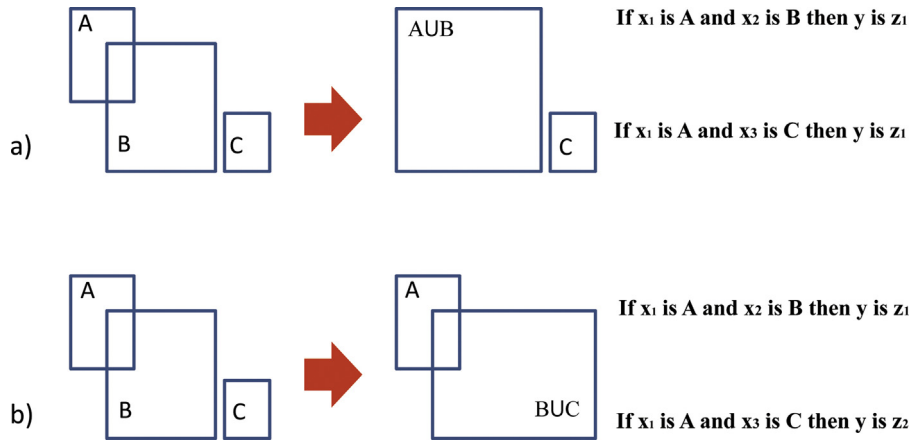 A
B
C
a)
AUB
C
If x₁ is A and x₂ is B then y is z₁
If x₁ is A and x₃ is C then y is z₁
A
B
C
b)
A
BUC
If x₁ is A and x₂ is B then y is z₁
If x₁ is A and x₃ is C then y is z₂